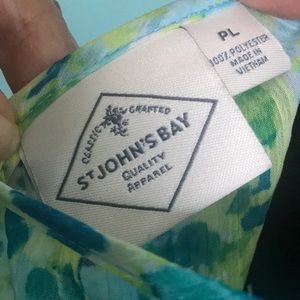 CLASSIC CRAFTED
ST JOHN'S BAY
QUALITY
APPAREL
PL
100% POLYESTER
MADE IN
VIETNAM